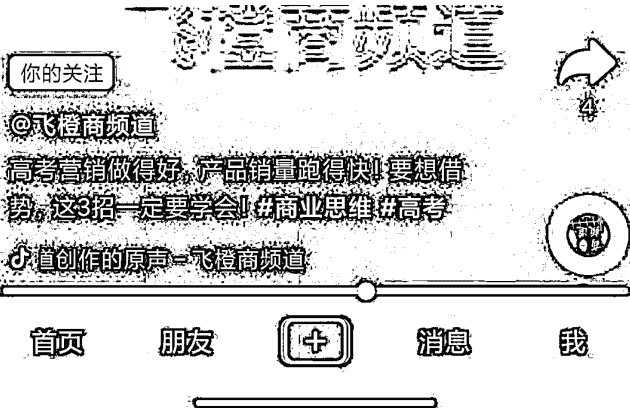 橙商频道
你的关注
4
@飞橙商频道
高考营销做得好，产品销量跑得快！要想借
势，这3招一定要学会！#商业思维 #高考
道创作的原声 - 飞橙商频道
首页 朋友 消息 我